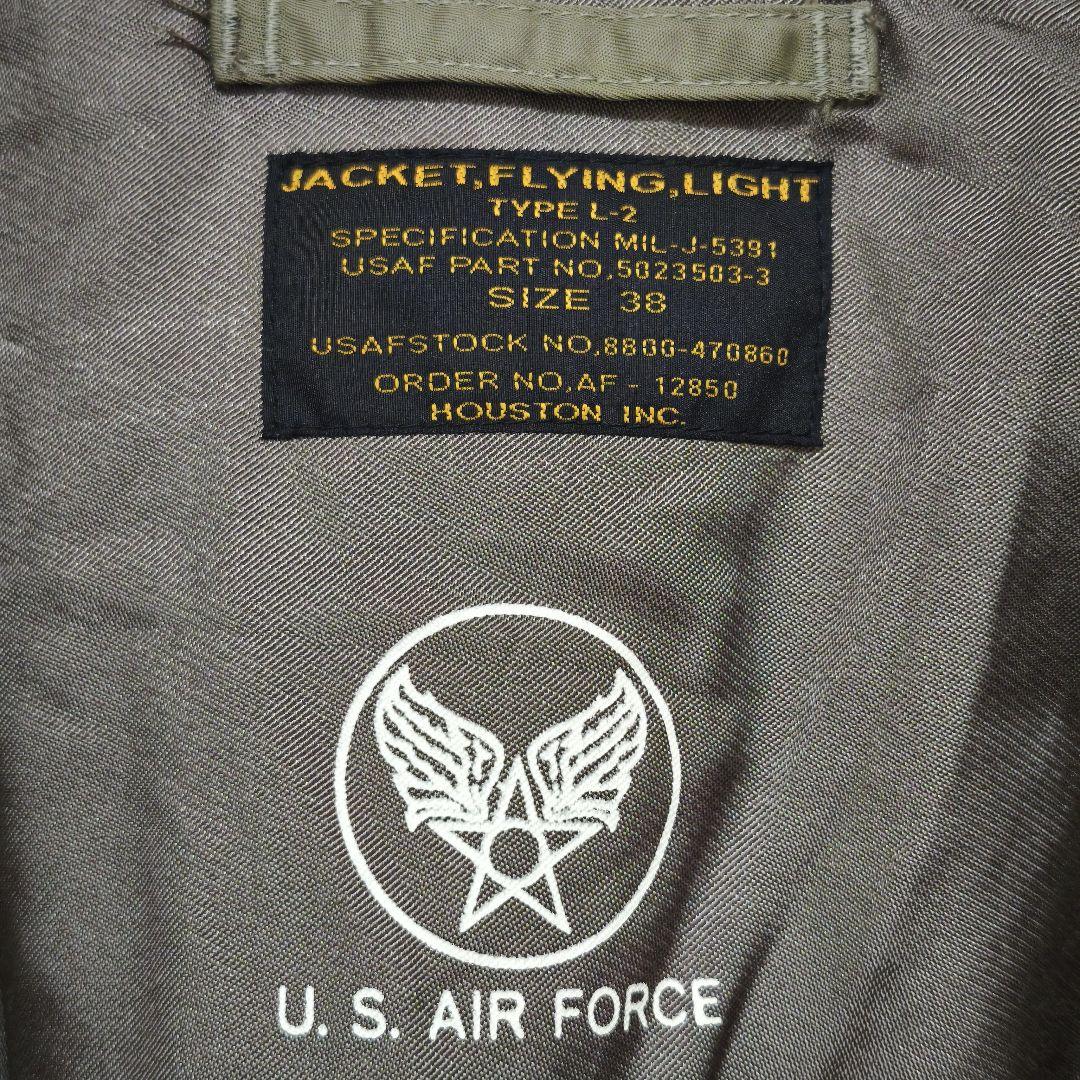 JACKET,FLYING,LIGHT
TYPE L-2
SPECIFICATION MIL-J-5391
USAF PART NO,5023503-3
SIZE 38
USAFSTOCK NO,8800-470860
ORDER NO,AF - 12850
HOUSTON INC.
U. S. AIR FORCE